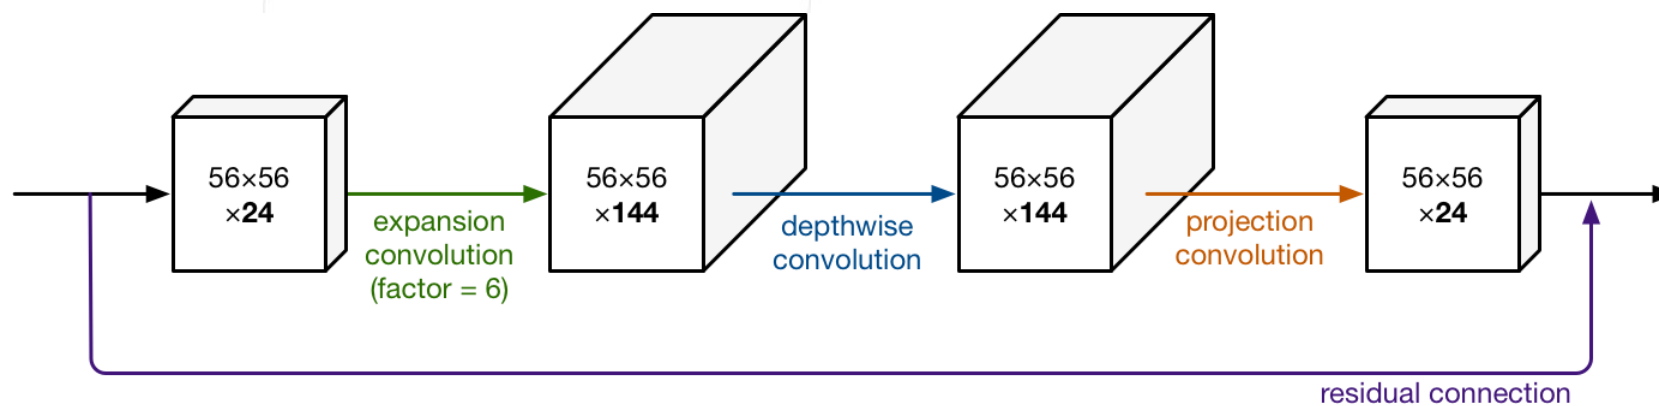 56×56
×24
expansion
convolution
(factor = 6)
56×56
×144
depthwise
convolution
56×56
×144
projection
convolution
56×56
×24
residual connection